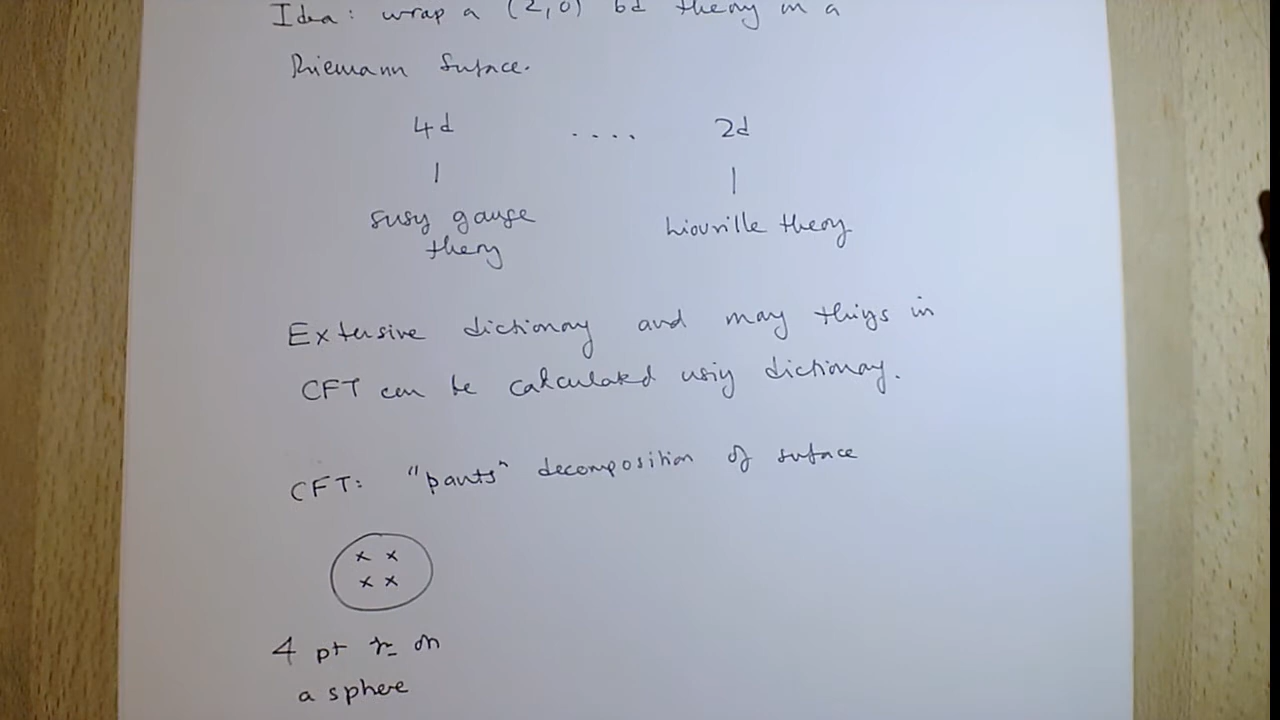 Idea: wrap a (2,0) 6d theory on a
Riemann surface.
4d .... 2d
| |
susy gauge Liouville theory
theory
Extensive dictionary and many things in
CFT can be calculated using dictionary.
CFT: "pants" decomposition of surface
x x
x x
4 pt on
a sphere